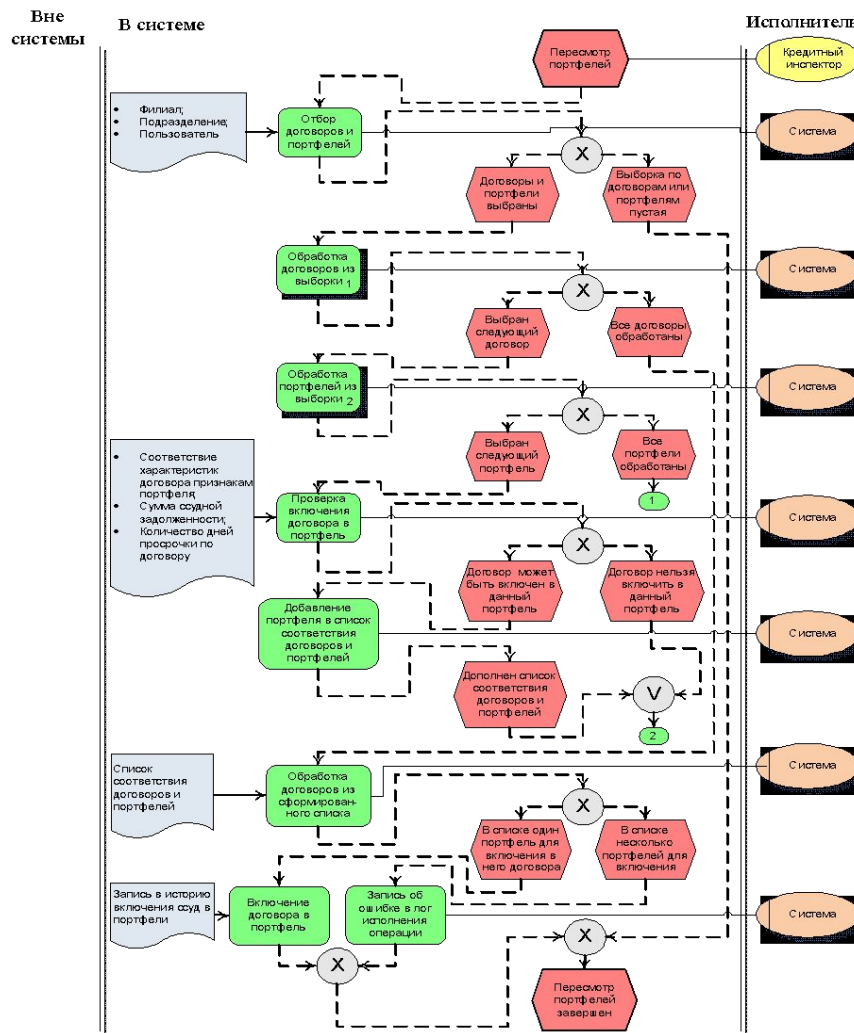 Вне
системы
В системе
Исполнитель
Пересмотр
портфелей
Кредитный
инспектор
Филиал;
Подразделение;
Пользователь
Отбор
договоров и
портфелей
Система
X
Договоры и
портфели
выбраны
Выборка по
договорам или
портфелям
пустая
Обработка
договоров из
выборки 1
Система
X
Выбран
следующий
договор
Все договоры
обработаны
Обработка
портфелей из
выборки 2
Система
X
Выбран
следующий
портфель
Все
портфели
обработаны
1
Соответствие
характеристик
договора признакам
портфеля;
Сумма ссудной
задолженности;
Количество дней
просрочки по
договору
Проверка
включения
договора в
портфель
Система
X
Договор может
быть включен в
данный
портфель
Договор нельзя
включить в
данный
портфель
Добавление
портфеля в список
соответствия
договоров и
портфелей
Система
Дополнен список
соответствия
договоров и
портфелей
V
2
Список
соответствия
договоров и
портфелей
Обработка
договоров из
сформирован-
ного списка
Система
X
В списке один
портфель для
включения в
него договора
В списке
несколько
портфелей для
включения
Запись в историю
включения ссуд в
портфели
Включение
договора в
портфель
Запись об
ошибке в лог
исполнения
операции
Система
X
X
Пересмотр
портфелей
завершен